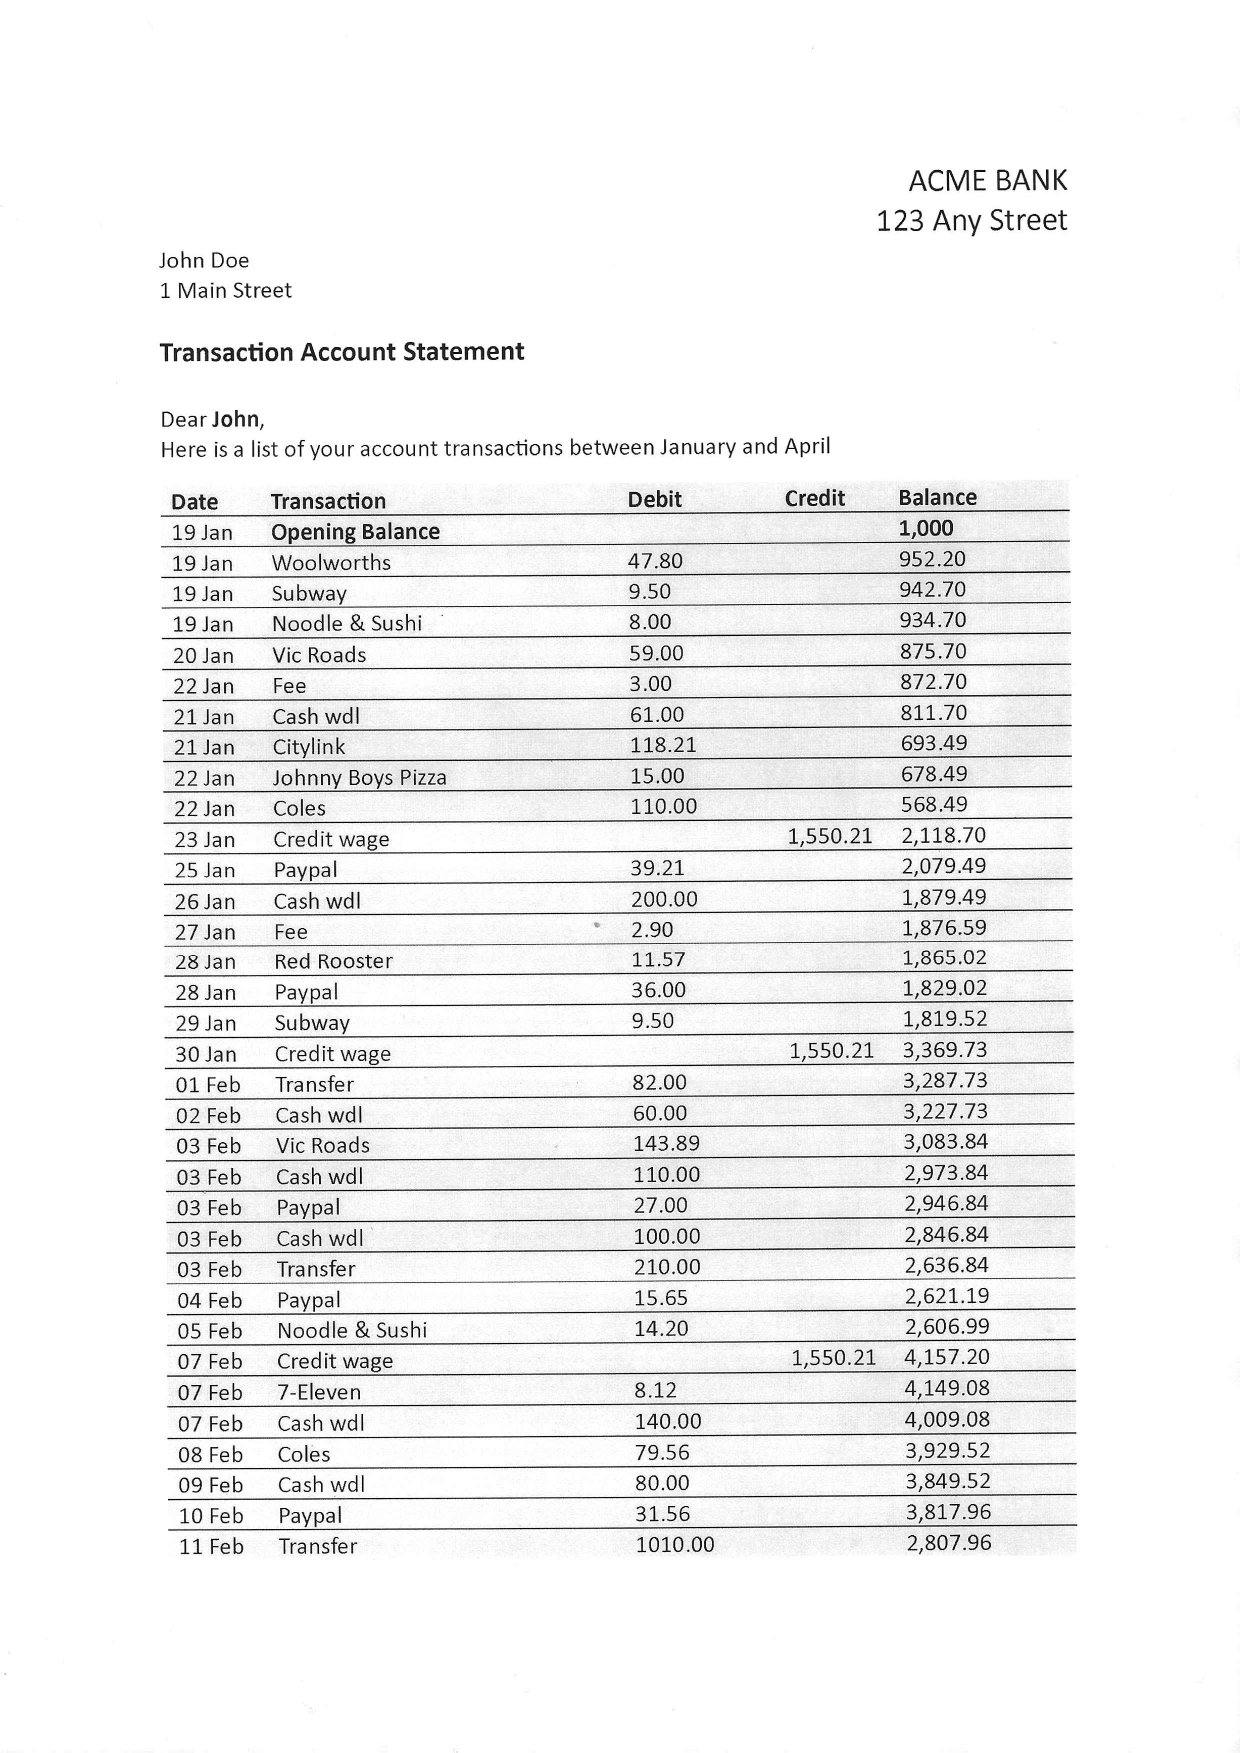 ACME BANK
123 Any Street
John Doe
1 Main Street
Transaction Account Statement
Dear John,
Here is a list of your account transactions between January and April
Date Transaction Debit Credit Balance
19 Jan Opening Balance 1,000
19 Jan Woolworths 47.80 952.20
19 Jan Subway 9.50 942.70
19 Jan Noodle & Sushi 8.00 934.70
20 Jan Vic Roads 59.00 875.70
22 Jan Fee 3.00 872.70
21 Jan Cash wdl 61.00 811.70
21 Jan Citylink 118.21 693.49
22 Jan Johnny Boys Pizza 15.00 678.49
22 Jan Coles 110.00 568.49
23 Jan Credit wage 1,550.21 2,118.70
25 Jan Paypal 39.21 2,079.49
26 Jan Cash wdl 200.00 1,879.49
27 Jan Fee 2.90 1,876.59
28 Jan Red Rooster 11.57 1,865.02
28 Jan Paypal 36.00 1,829.02
29 Jan Subway 9.50 1,819.52
30 Jan Credit wage 1,550.21 3,369.73
01 Feb Transfer 82.00 3,287.73
02 Feb Cash wdl 60.00 3,227.73
03 Feb Vic Roads 143.89 3,083.84
03 Feb Cash wdl 110.00 2,973.84
03 Feb Paypal 27.00 2,946.84
03 Feb Cash wdl 100.00 2,846.84
03 Feb Transfer 210.00 2,636.84
04 Feb Paypal 15.65 2,621.19
05 Feb Noodle & Sushi 14.20 2,606.99
07 Feb Credit wage 1,550.21 4,157.20
07 Feb 7-Eleven 8.12 4,149.08
07 Feb Cash wdl 140.00 4,009.08
08 Feb Coles 79.56 3,929.52
09 Feb Cash wdl 80.00 3,849.52
10 Feb Paypal 31.56 3,817.96
11 Feb Transfer 1010.00 2,807.96